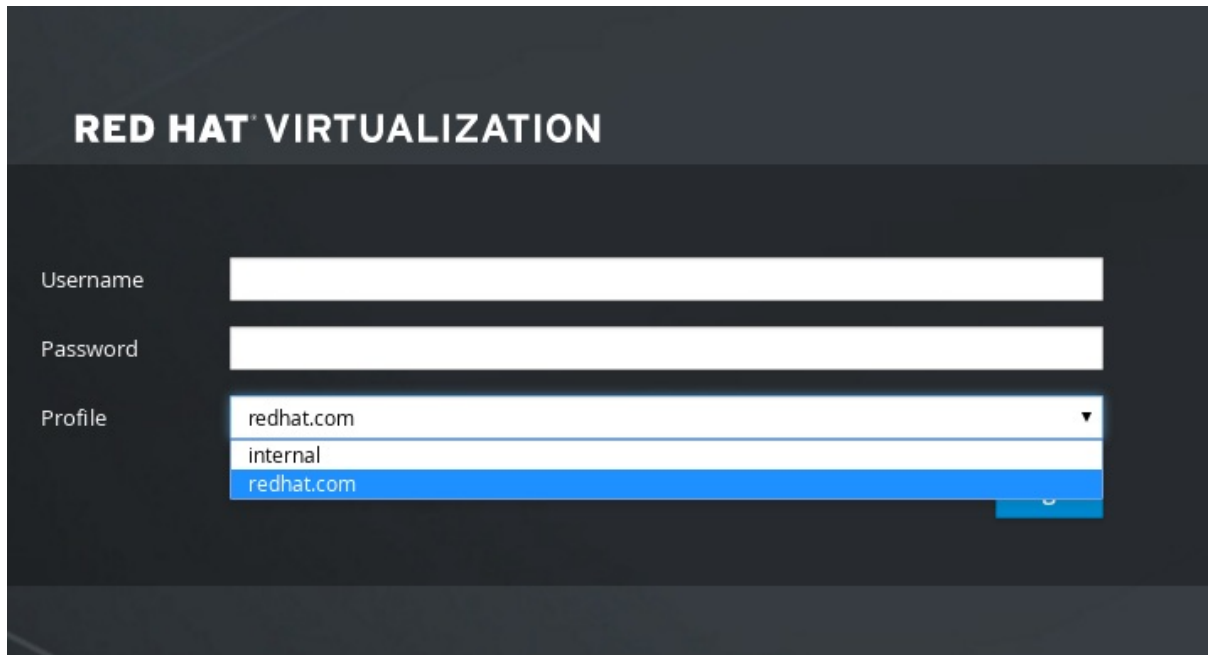 RED HAT® VIRTUALIZATION
Username
Password
Profile
redhat.com
internal
redhat.com